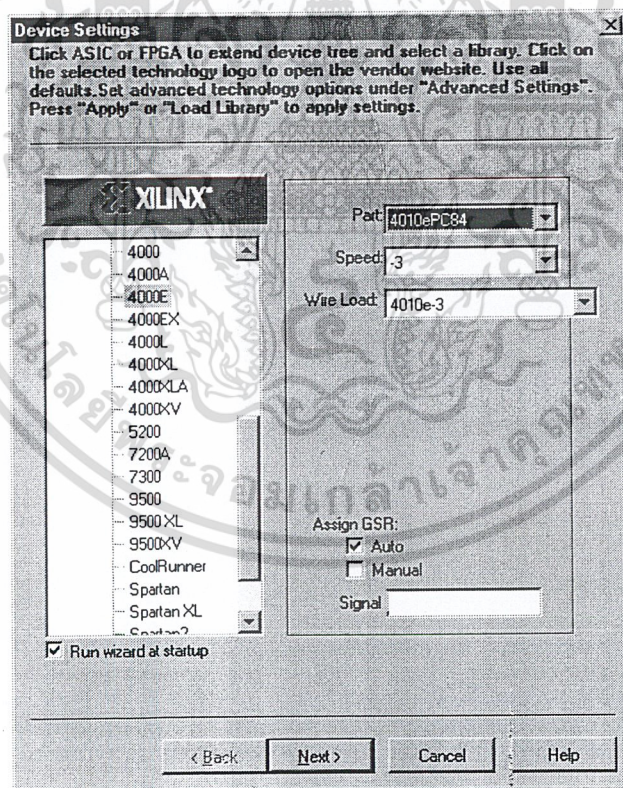 Device Settings
Click ASIC or FPGA to extend device tree and select a library. Click on
the selected technology logo to open the vendor website. Use all
defaults.Set advanced technology options under "Advanced Settings".
Press "Apply" or "Load Library" to apply settings.
XILINX
4000
4000A
4000E
4000EX
4000L
4000XL
4000XLA
4000XV
5200
7200A
7300
9500
9500 XL
9500XV
CoolRunner
Spartan
Spartan XL
Spartan2
Part: 4010ePC84
Speed: -3
Wire Load: 4010e-3
Assign GSR:
Auto
Manual
Signal
Run wizard at startup
< Back
Next >
Cancel
Help